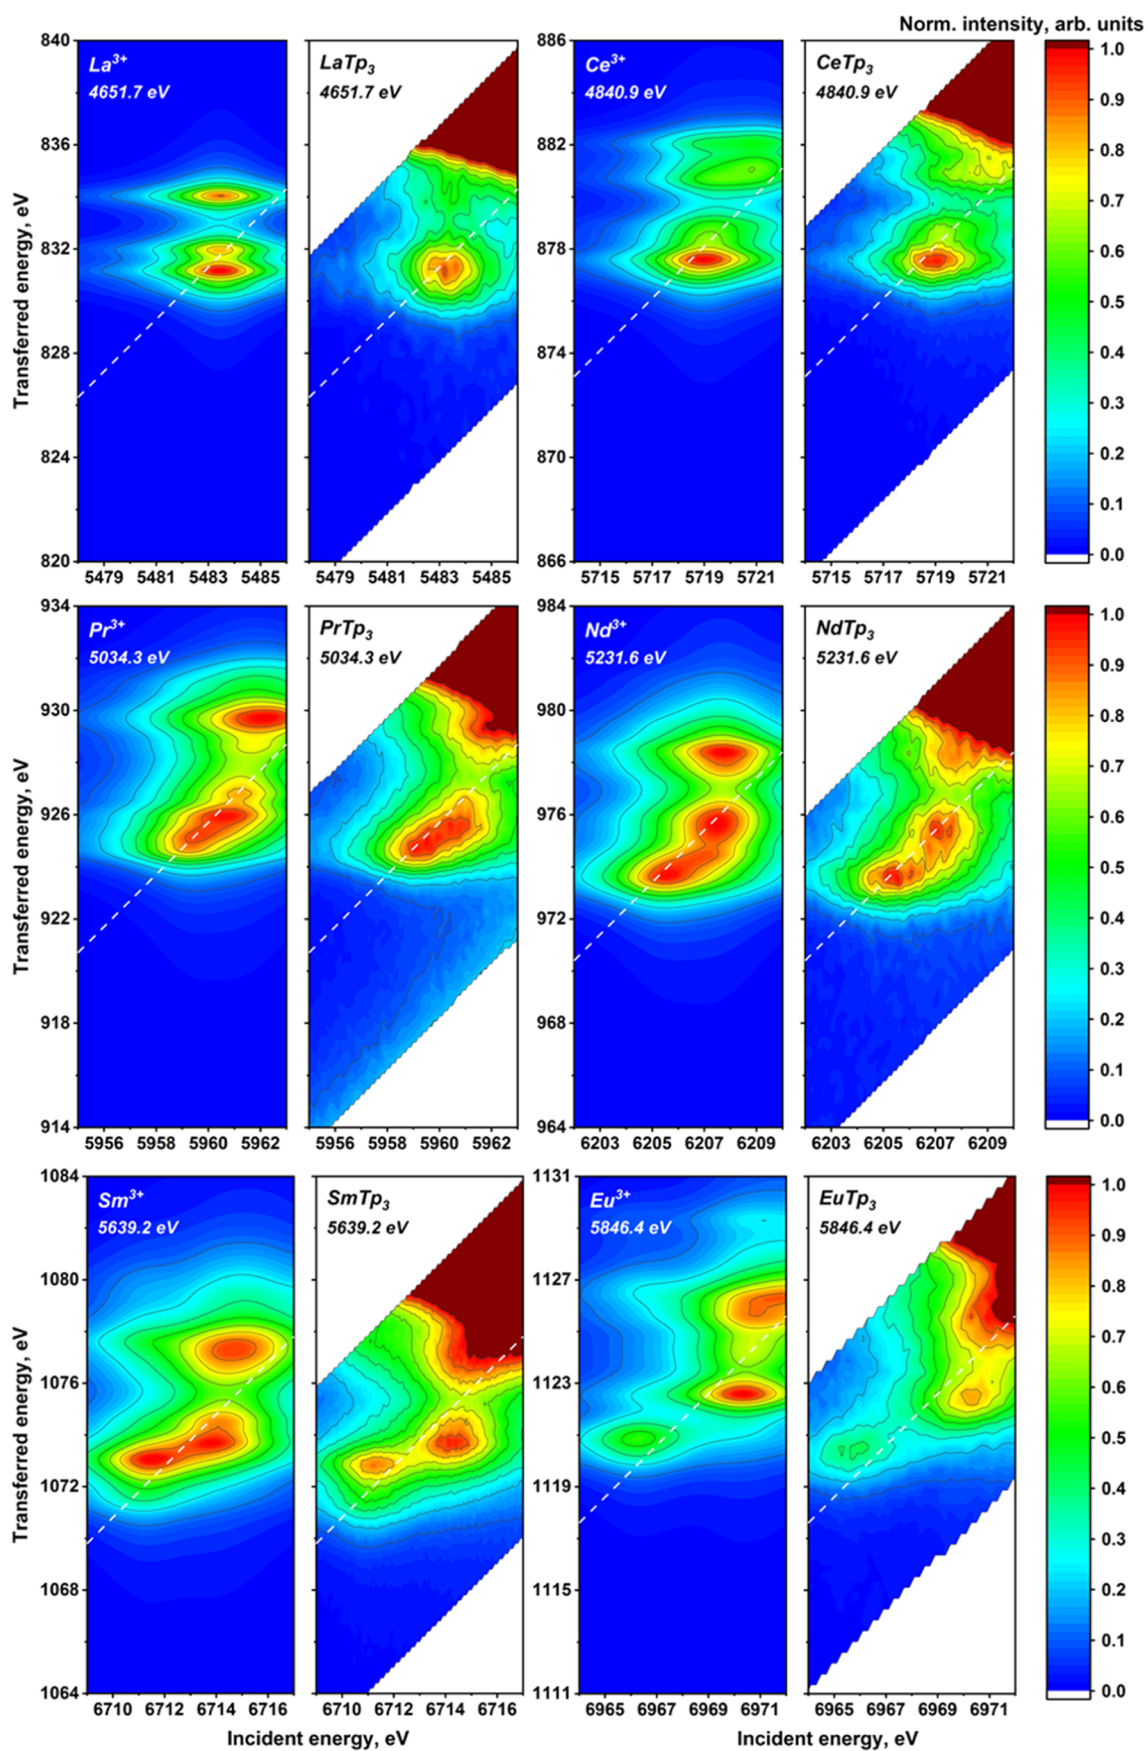 Norm. intensity, arb. units
Transferred energy, eV
840
836
832
828
824
820
La³⁺
4651.7 eV
LaTp₃
4651.7 eV
5479 5481 5483 5485
5479 5481 5483 5485
886
882
878
874
870
866
Ce³⁺
4840.9 eV
CeTp₃
4840.9 eV
5715 5717 5719 5721
5715 5717 5719 5721
1.0
0.9
0.8
0.7
0.6
0.5
0.4
0.3
0.2
0.1
0.0
Transferred energy, eV
934
930
926
922
918
914
Pr³⁺
5034.3 eV
PrTp₃
5034.3 eV
5956 5958 5960 5962
5956 5958 5960 5962
984
980
976
972
968
964
Nd³⁺
5231.6 eV
NdTp₃
5231.6 eV
6203 6205 6207 6209
6203 6205 6207 6209
1.0
0.9
0.8
0.7
0.6
0.5
0.4
0.3
0.2
0.1
0.0
Transferred energy, eV
1084
1080
1076
1072
1068
1064
Sm³⁺
5639.2 eV
SmTp₃
5639.2 eV
6710 6712 6714 6716
6710 6712 6714 6716
1131
1127
1123
1119
1115
1111
Eu³⁺
5846.4 eV
EuTp₃
5846.4 eV
6965 6967 6969 6971
6965 6967 6969 6971
1.0
0.9
0.8
0.7
0.6
0.5
0.4
0.3
0.2
0.1
0.0
Incident energy, eV
Incident energy, eV